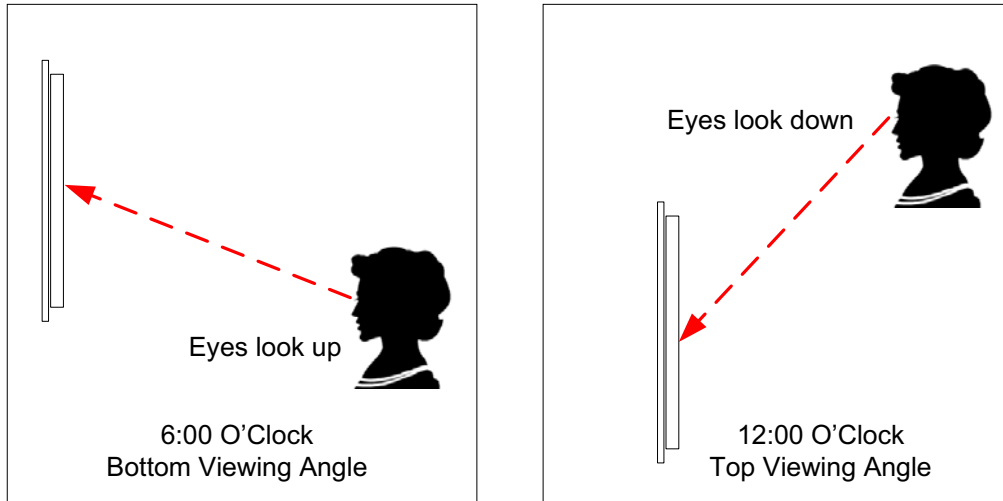 Eyes look up
6:00 O’Clock
Bottom Viewing Angle
Eyes look down
12:00 O’Clock
Top Viewing Angle